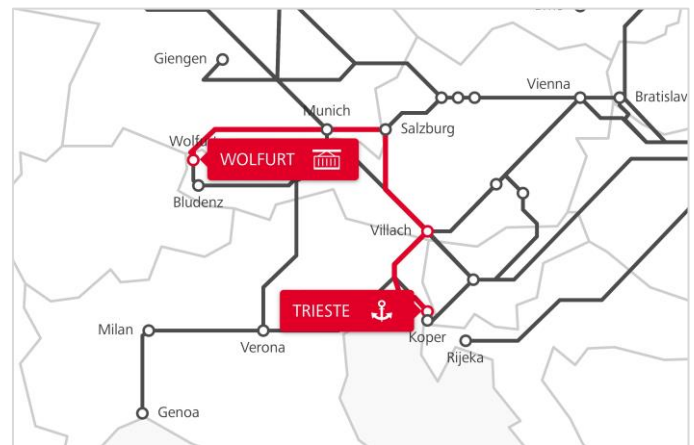 Giengen
Vienna
Bratislav
Munich
Salzburg
WOLFURT
Bludenz
Villach
TRIESTE
Milan
Verona
Koper
Rijeka
Genoa